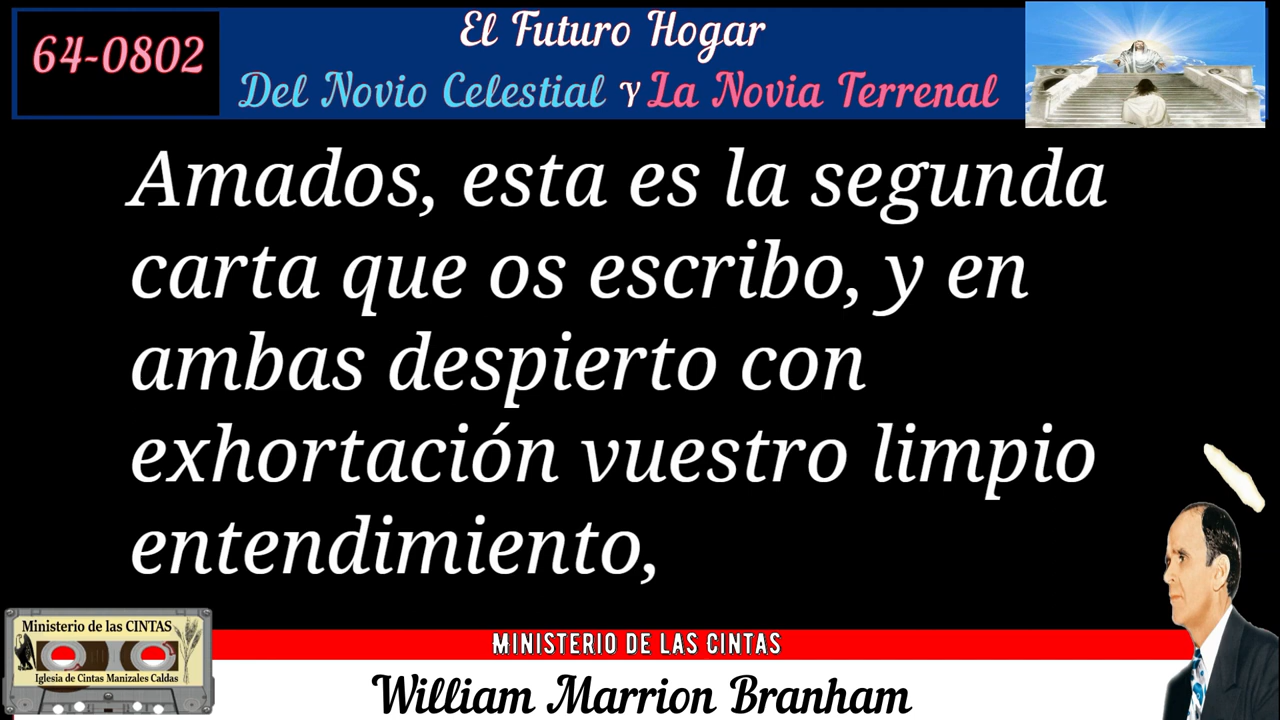 64-0802
El Futuro Hogar
Del Novio Celestial Y La Novia Terrenal
Amados, esta es la segunda
carta que os escribo, y en
ambas despierto con
exhortación vuestro limpio
entendimiento,
Ministerio de las CINTAS
Iglesia de Cintas Manizales Caldas
MINISTERIO DE LAS CINTAS
William Marrion Branham